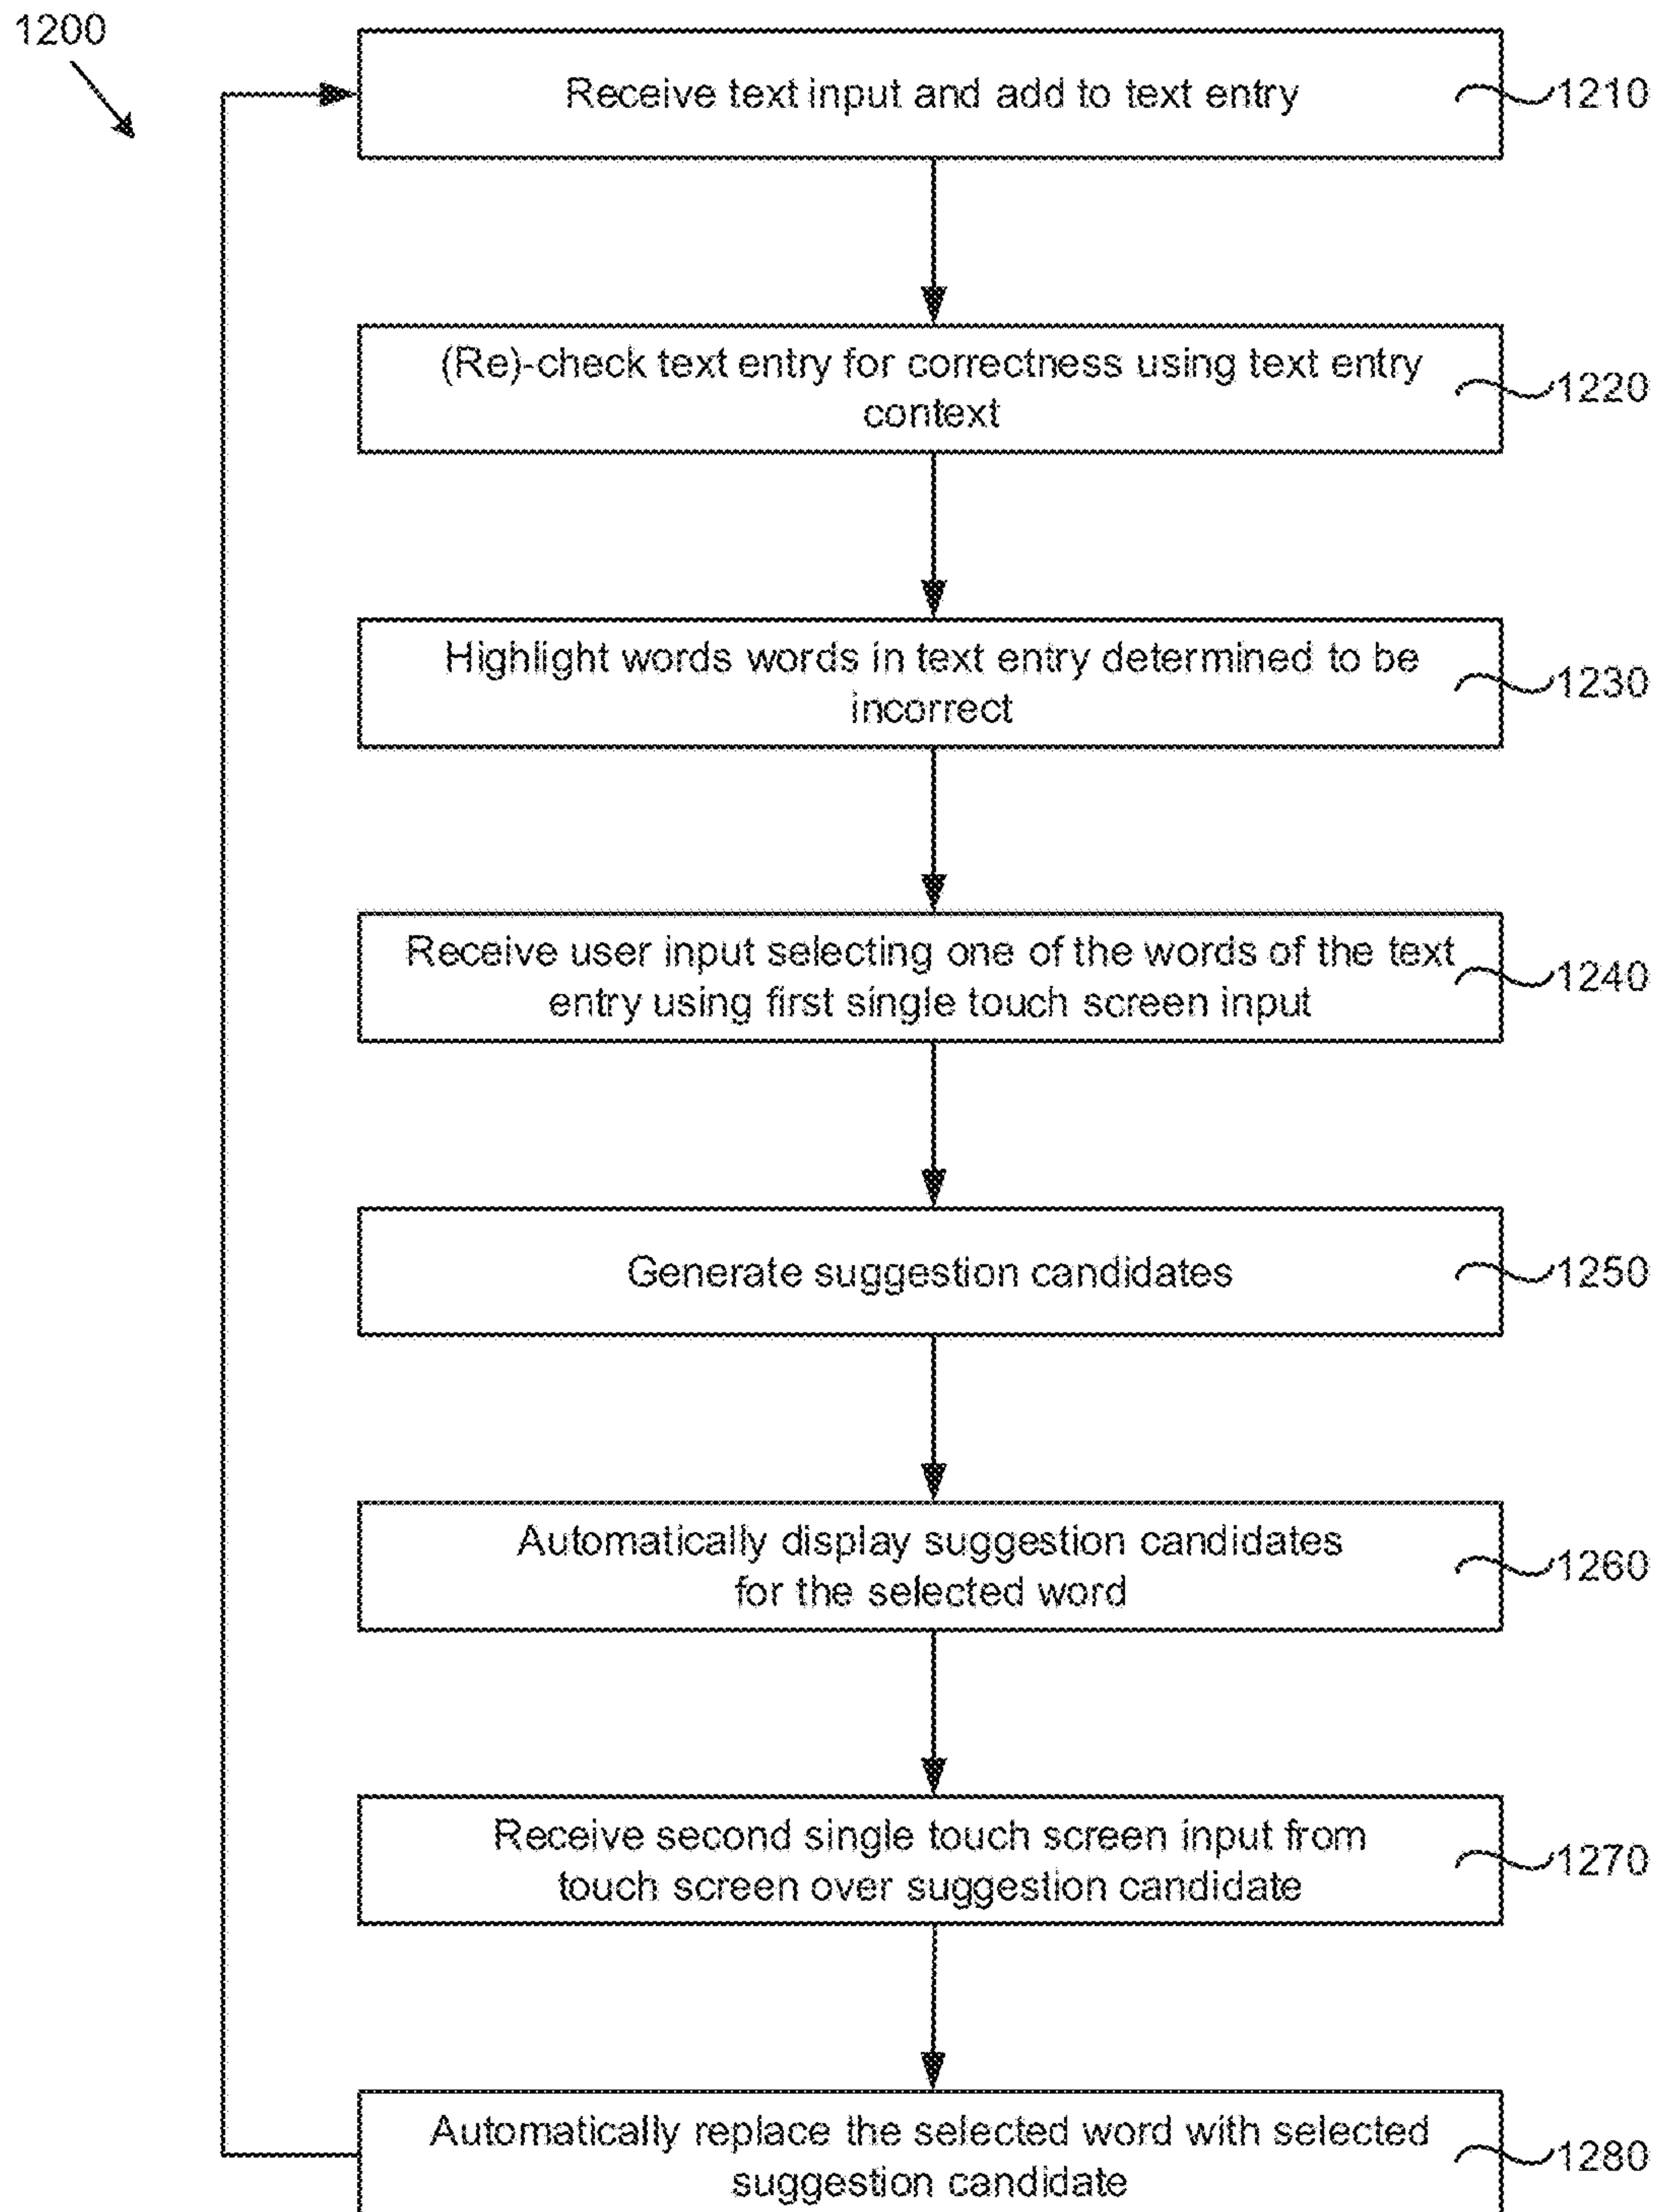 1200
Receive text input and add to text entry
1210
(Re)-check text entry for correctness using text entry
context
1220
Highlight words words in text entry determined to be
incorrect
1230
Receive user input selecting one of the words of the text
entry using first single touch screen input
1240
Generate suggestion candidates
1250
Automatically display suggestion candidates
for the selected word
1260
Receive second single touch screen input from
touch screen over suggestion candidate
1270
Automatically replace the selected word with selected
suggestion candidate
1280